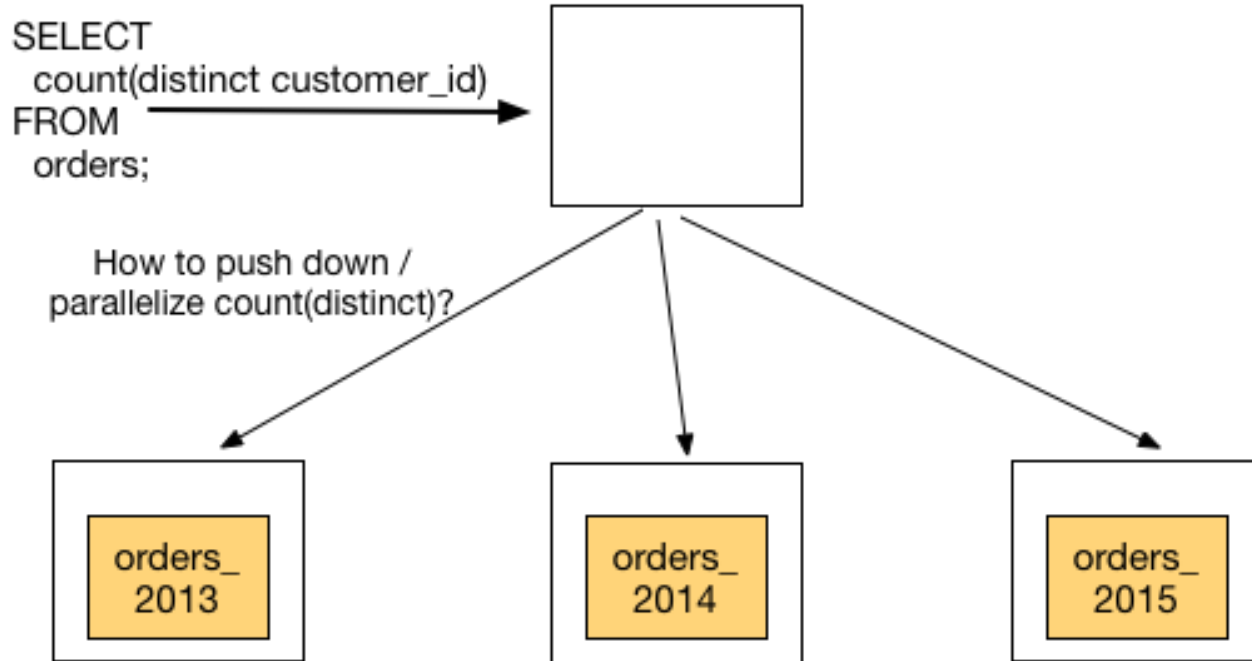 SELECT
count(distinct customer_id)
FROM
orders;
How to push down /
parallelize count(distinct)?
orders_
2013
orders_
2014
orders_
2015